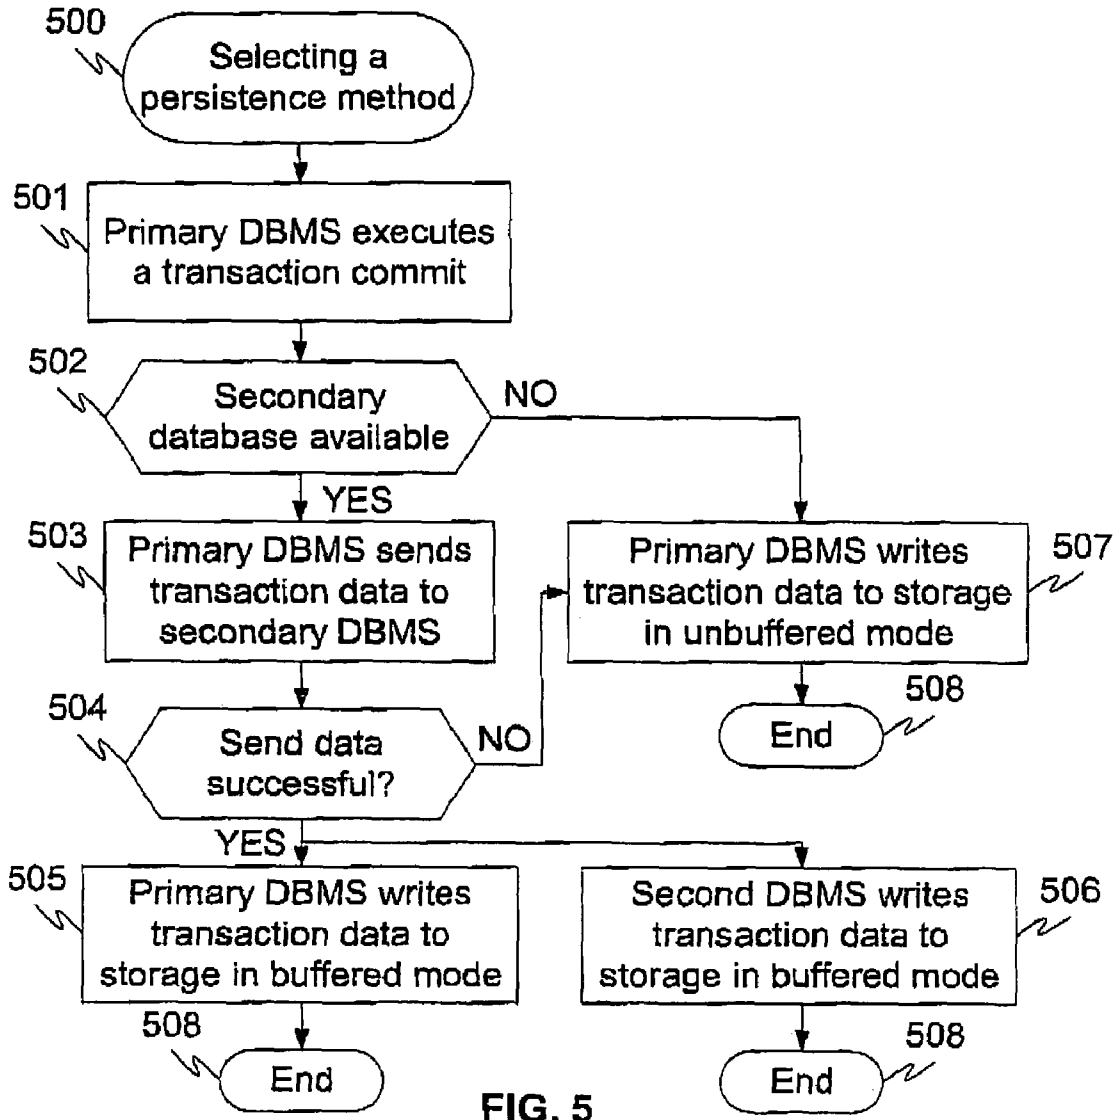 500
Selecting a
persistence method
501
Primary DBMS executes
a transaction commit
502
Secondary
database available
NO
YES
503
Primary DBMS sends
transaction data to
secondary DBMS
Primary DBMS writes
transaction data to storage
in unbuffered mode
507
504
Send data
successful?
NO
508
End
YES
505
Primary DBMS writes
transaction data to
storage in buffered mode
Second DBMS writes
transaction data to
storage in buffered mode
506
508
End
508
End
FIG. 5